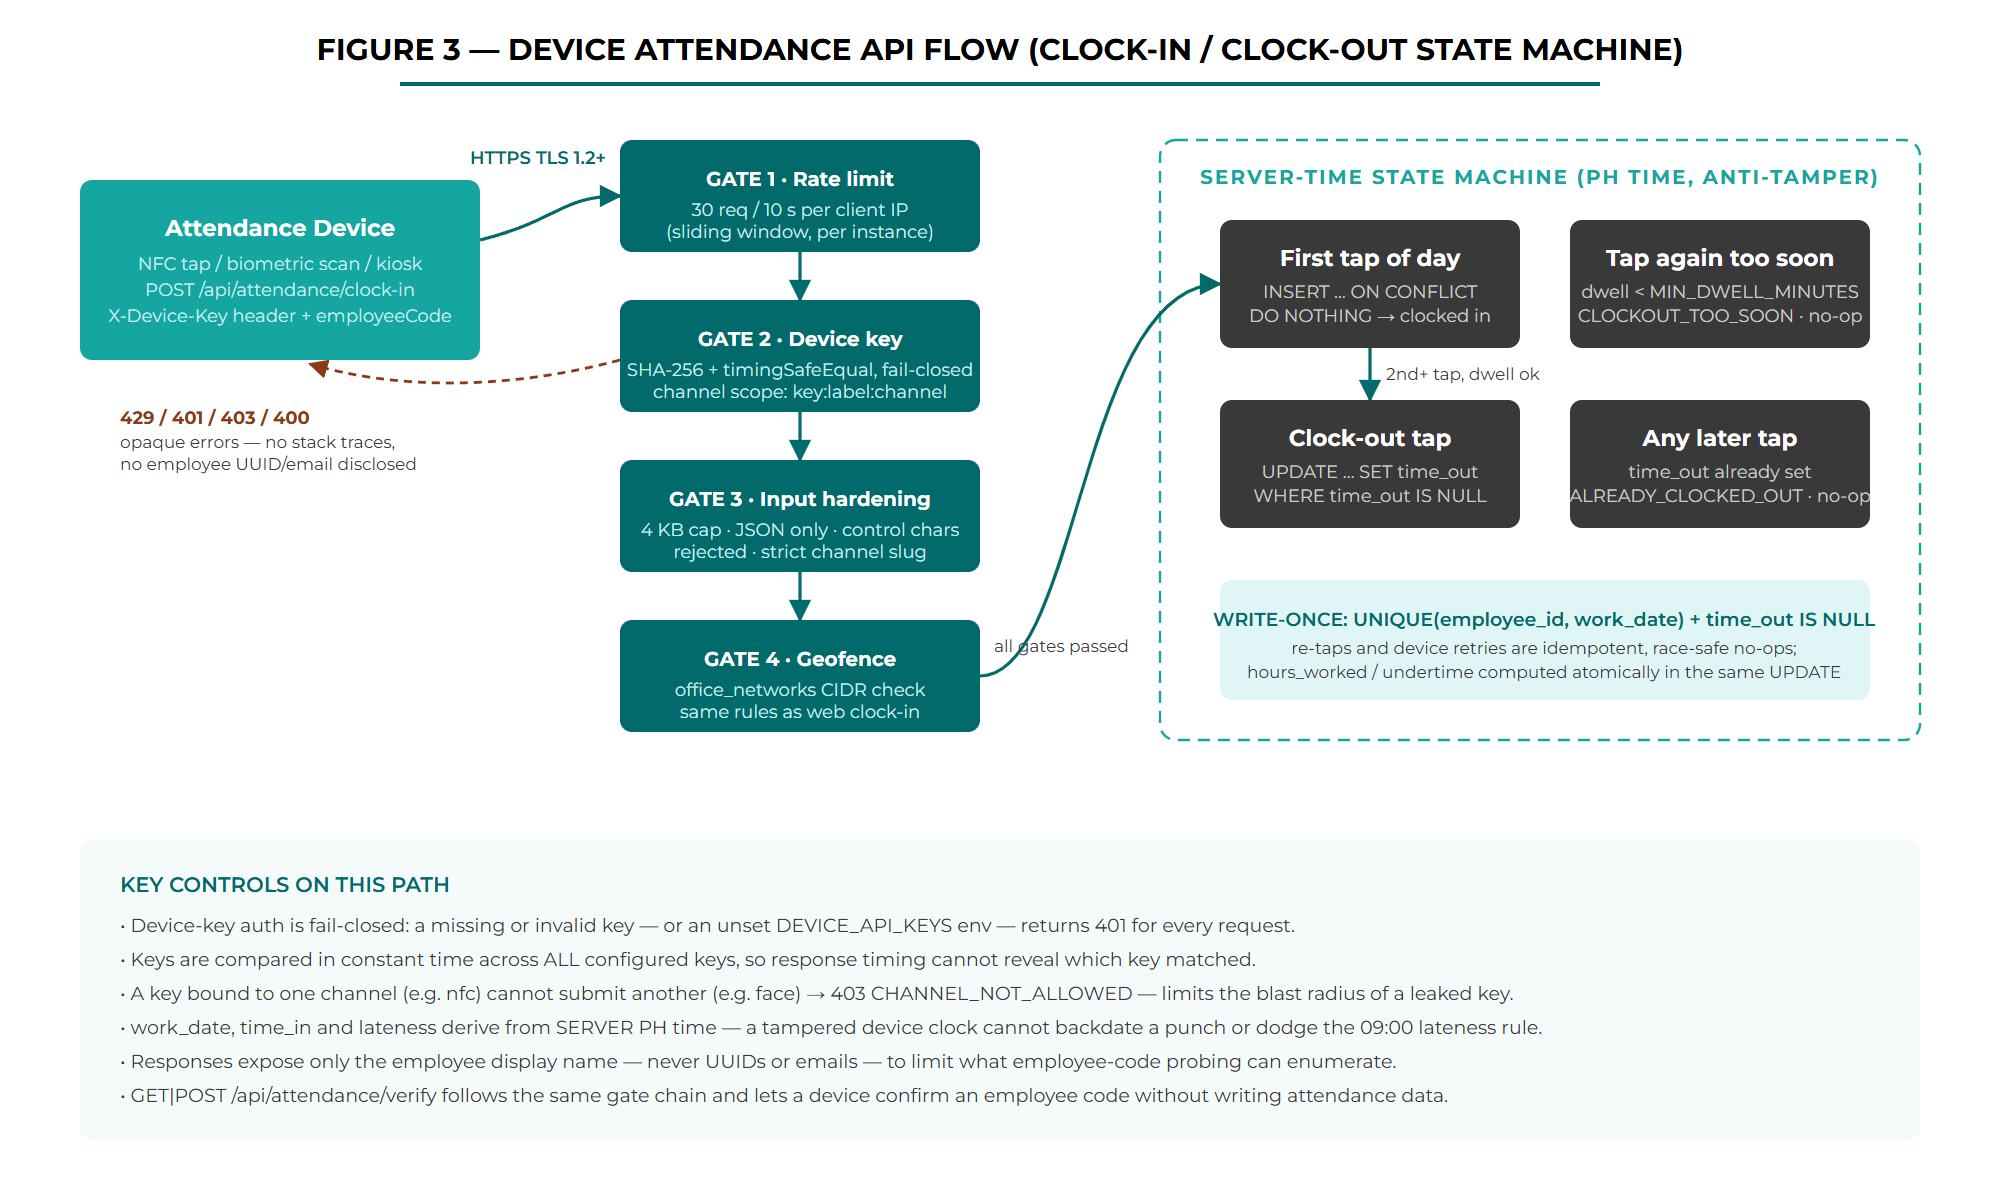 FIGURE 3 — DEVICE ATTENDANCE API FLOW (CLOCK-IN / CLOCK-OUT STATE MACHINE)
HTTPS TLS 1.2+
Attendance Device
NFC tap / biometric scan / kiosk
POST /api/attendance/clock-in
X-Device-Key header + employeeCode
429 / 401 / 403 / 400
opaque errors — no stack traces,
no employee UUID/email disclosed
GATE 1 · Rate limit
30 req / 10 s per client IP
(sliding window, per instance)
GATE 2 · Device key
SHA-256 + timingSafeEqual, fail-closed
channel scope: key:label:channel
GATE 3 · Input hardening
4 KB cap · JSON only · control chars
rejected · strict channel slug
GATE 4 · Geofence
office_networks CIDR check
same rules as web clock-in
all gates passed
SERVER-TIME STATE MACHINE (PH TIME, ANTI-TAMPER)
First tap of day
INSERT ... ON CONFLICT
DO NOTHING → clocked in
Tap again too soon
dwell < MIN_DWELL_MINUTES
CLOCKOUT_TOO_SOON · no-op
2nd+ tap, dwell ok
Clock-out tap
UPDATE ... SET time_out
WHERE time_out IS NULL
Any later tap
time_out already set
ALREADY_CLOCKED_OUT · no-op
WRITE-ONCE: UNIQUE(employee_id, work_date) + time_out IS NULL
re-taps and device retries are idempotent, race-safe no-ops;
hours_worked / undertime computed atomically in the same UPDATE
KEY CONTROLS ON THIS PATH
· Device-key auth is fail-closed: a missing or invalid key — or an unset DEVICE_API_KEYS env — returns 401 for every request.
· Keys are compared in constant time across ALL configured keys, so response timing cannot reveal which key matched.
· A key bound to one channel (e.g. nfc) cannot submit another (e.g. face) → 403 CHANNEL_NOT_ALLOWED — limits the blast radius of a leaked key.
· work_date, time_in and lateness derive from SERVER PH time — a tampered device clock cannot backdate a punch or dodge the 09:00 lateness rule.
· Responses expose only the employee display name — never UUIDs or emails — to limit what employee-code probing can enumerate.
· GET|POST /api/attendance/verify follows the same gate chain and lets a device confirm an employee code without writing attendance data.